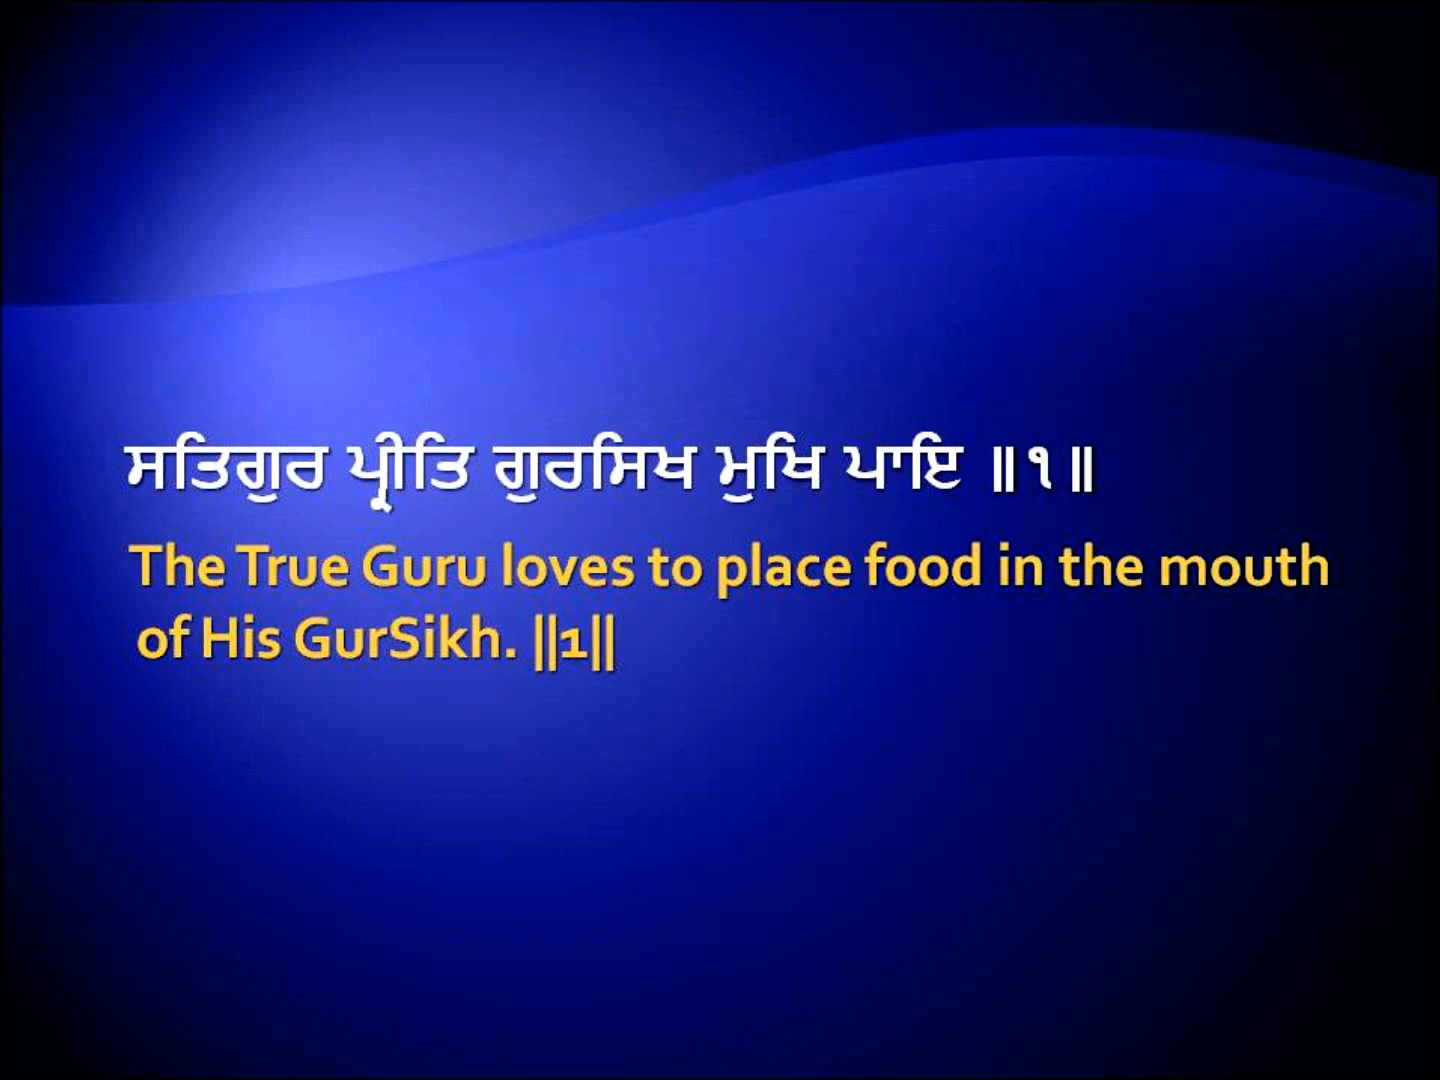 ਸਤਿਗੁਰ ਪ੍ਰੀਤਿ ਗੁਰਸਿਖ ਮੁਖਿ ਪਾਇ ॥੧॥
The True Guru loves to place food in the mouth
of His GurSikh. ||1||